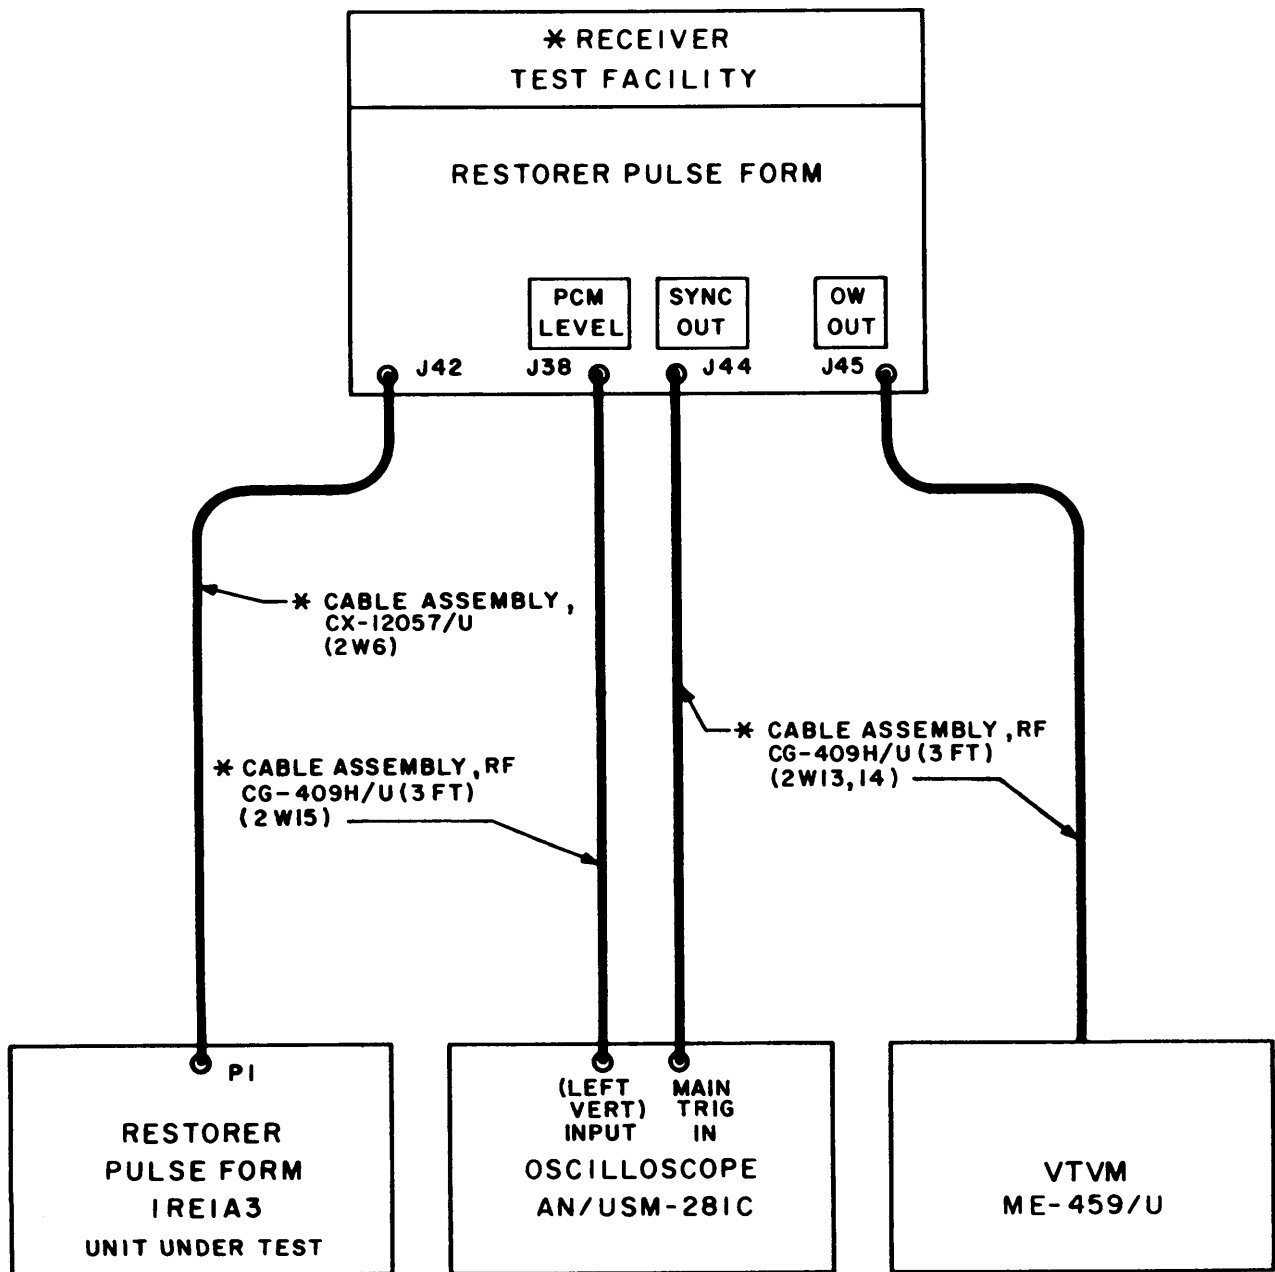 * RECEIVER
TEST FACILITY
RESTORER PULSE FORM
PCM
LEVEL
SYNC
OUT
OW
OUT
J42
J38
J44
J45
* CABLE ASSEMBLY,
CX-12057/U
(2W6)
* CABLE ASSEMBLY, RF
CG-409H/U (3 FT)
(2W13,14)
* CABLE ASSEMBLY, RF
CG-409H/U (3 FT)
(2W15)
P1
RESTORER
PULSE FORM
1RE1A3
UNIT UNDER TEST
(LEFT
VERT)
INPUT
MAIN
TRIG
IN
OSCILLOSCOPE
AN/USM-281C
VTVM
ME-459/U